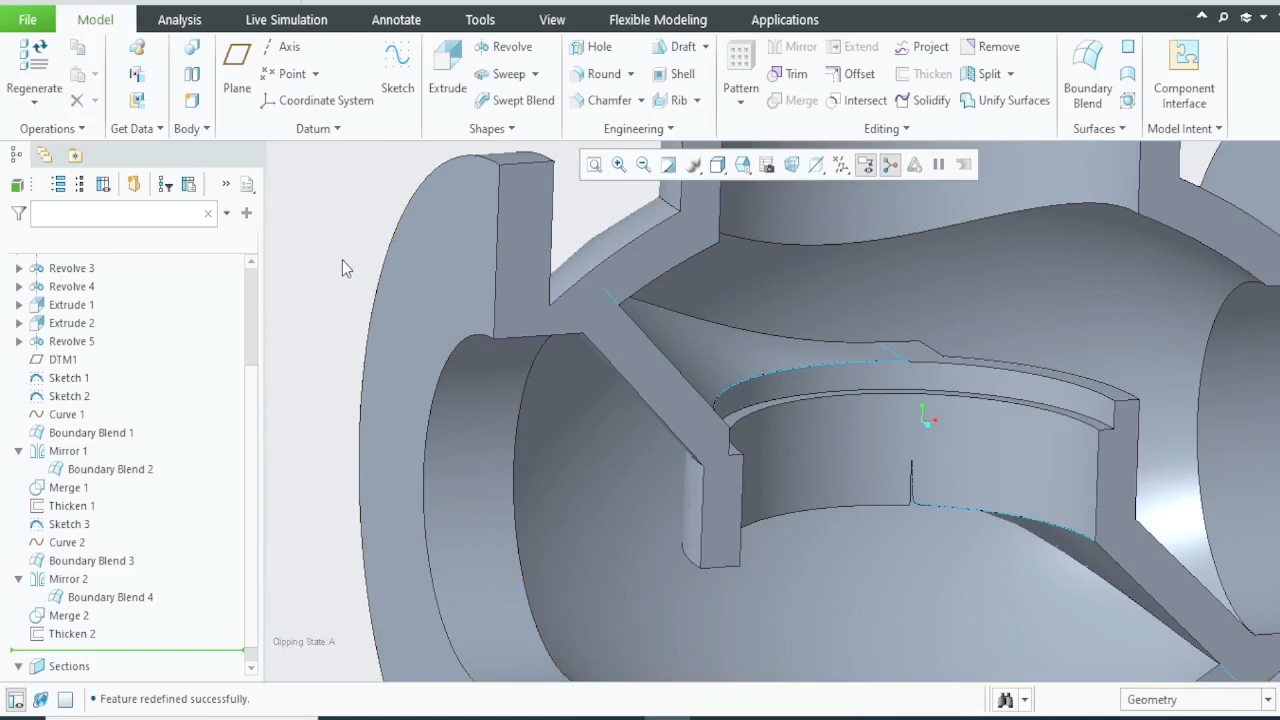 File Model Analysis Live Simulation Annotate Tools View Flexible Modeling Applications
Regenerate
Operations
Get Data
Body
Plane
Axis
Point
Coordinate System
Sketch
Datum
Extrude
Revolve
Sweep
Swept Blend
Shapes
Hole
Round
Chamfer
Draft
Shell
Rib
Engineering
Pattern
Mirror
Trim
Merge
Extend
Offset
Intersect
Project
Thicken
Solidify
Remove
Split
Unify Surfaces
Editing
Boundary
Blend
Surfaces
Component
Interface
Model Intent
Revolve 3
Revolve 4
Extrude 1
Extrude 2
Revolve 5
DTM1
Sketch 1
Sketch 2
Curve 1
Boundary Blend 1
Mirror 1
Boundary Blend 2
Merge 1
Thicken 1
Sketch 3
Curve 2
Boundary Blend 3
Mirror 2
Boundary Blend 4
Merge 2
Thicken 2
Sections
Clipping State:A
• Feature redefined successfully.
Geometry